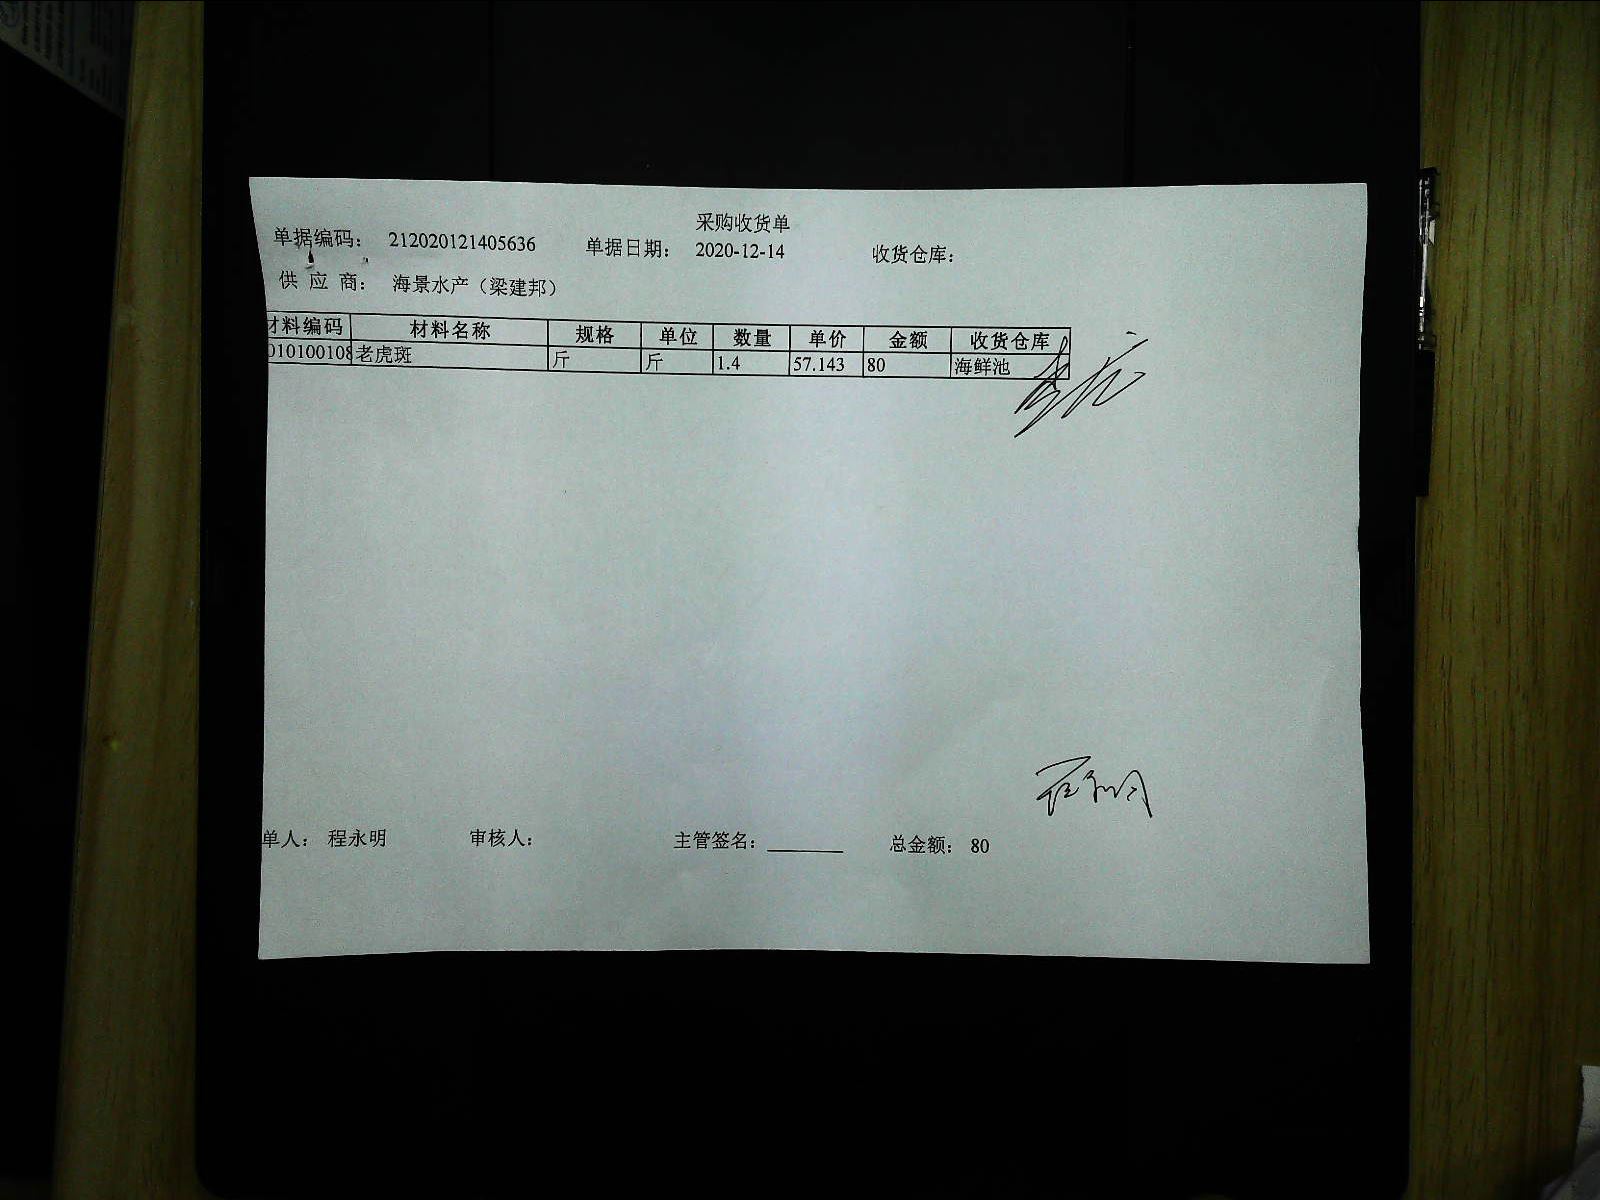 采购收货单
单据编码： 212020121405636 单据日期： 2020-12-14 收货仓库：
供 应 商： 海景水产（梁建邦）
材料编码 材料名称 规格 单位 数量 单价 金额 收货仓库
010100108 老虎斑 斤 斤 1.4 57.143 80 海鲜池
单人： 程永明 审核人： 主管签名： 总金额： 80